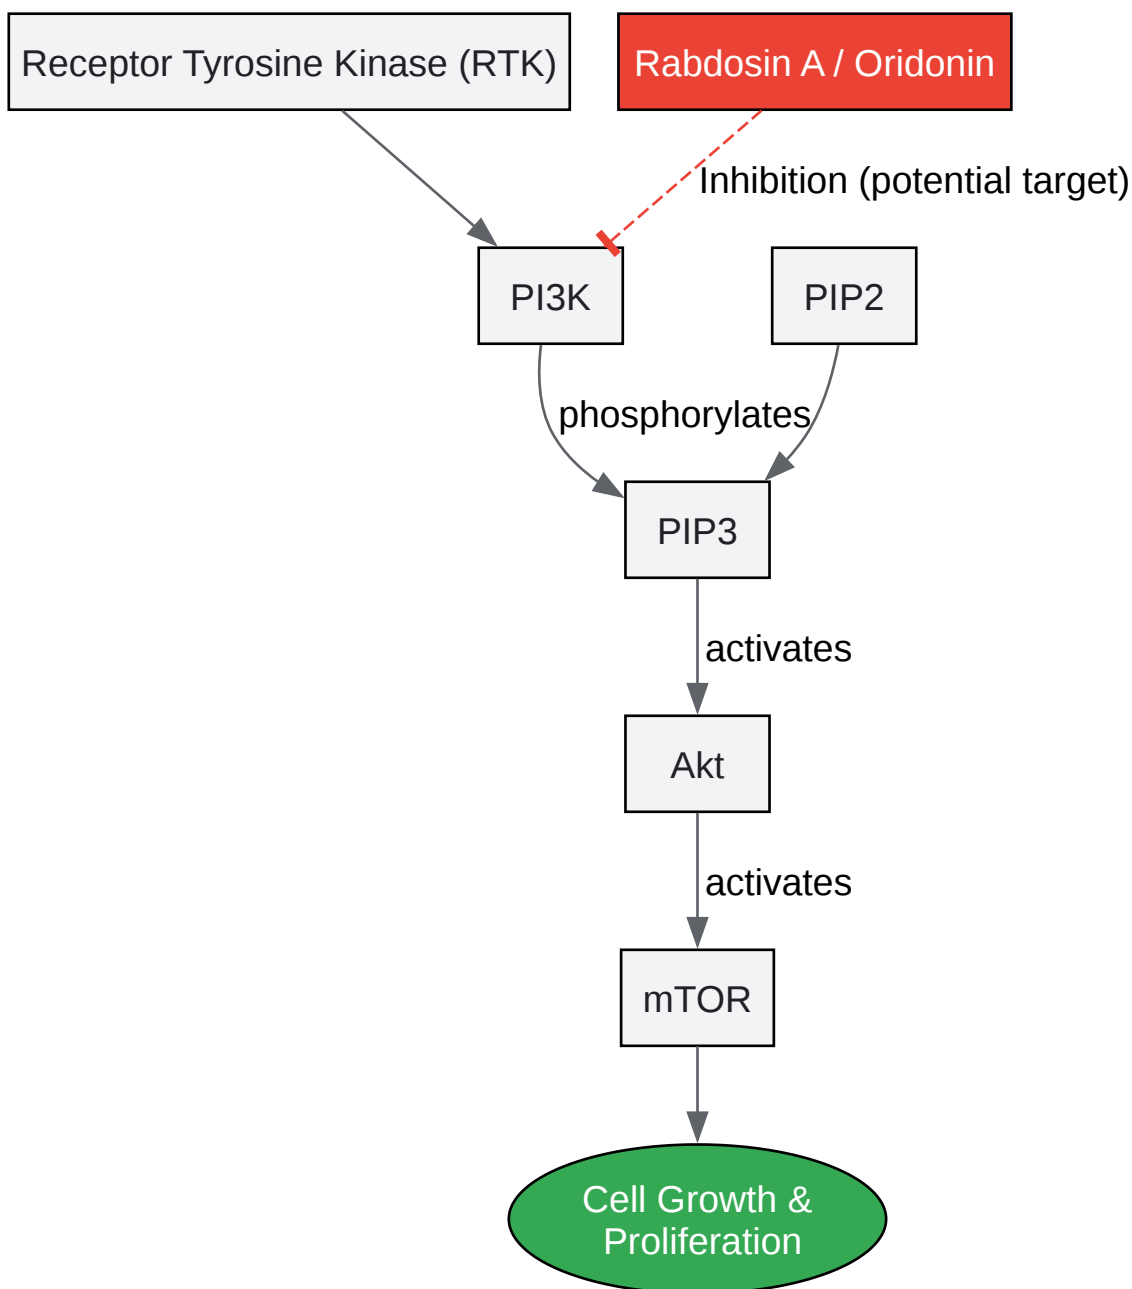 Receptor Tyrosine Kinase (RTK)
Rabdosin A / Oridonin
Inhibition (potential target)
PI3K
PIP2
phosphorylates
PIP3
activates
Akt
activates
mTOR
Cell Growth &
Proliferation